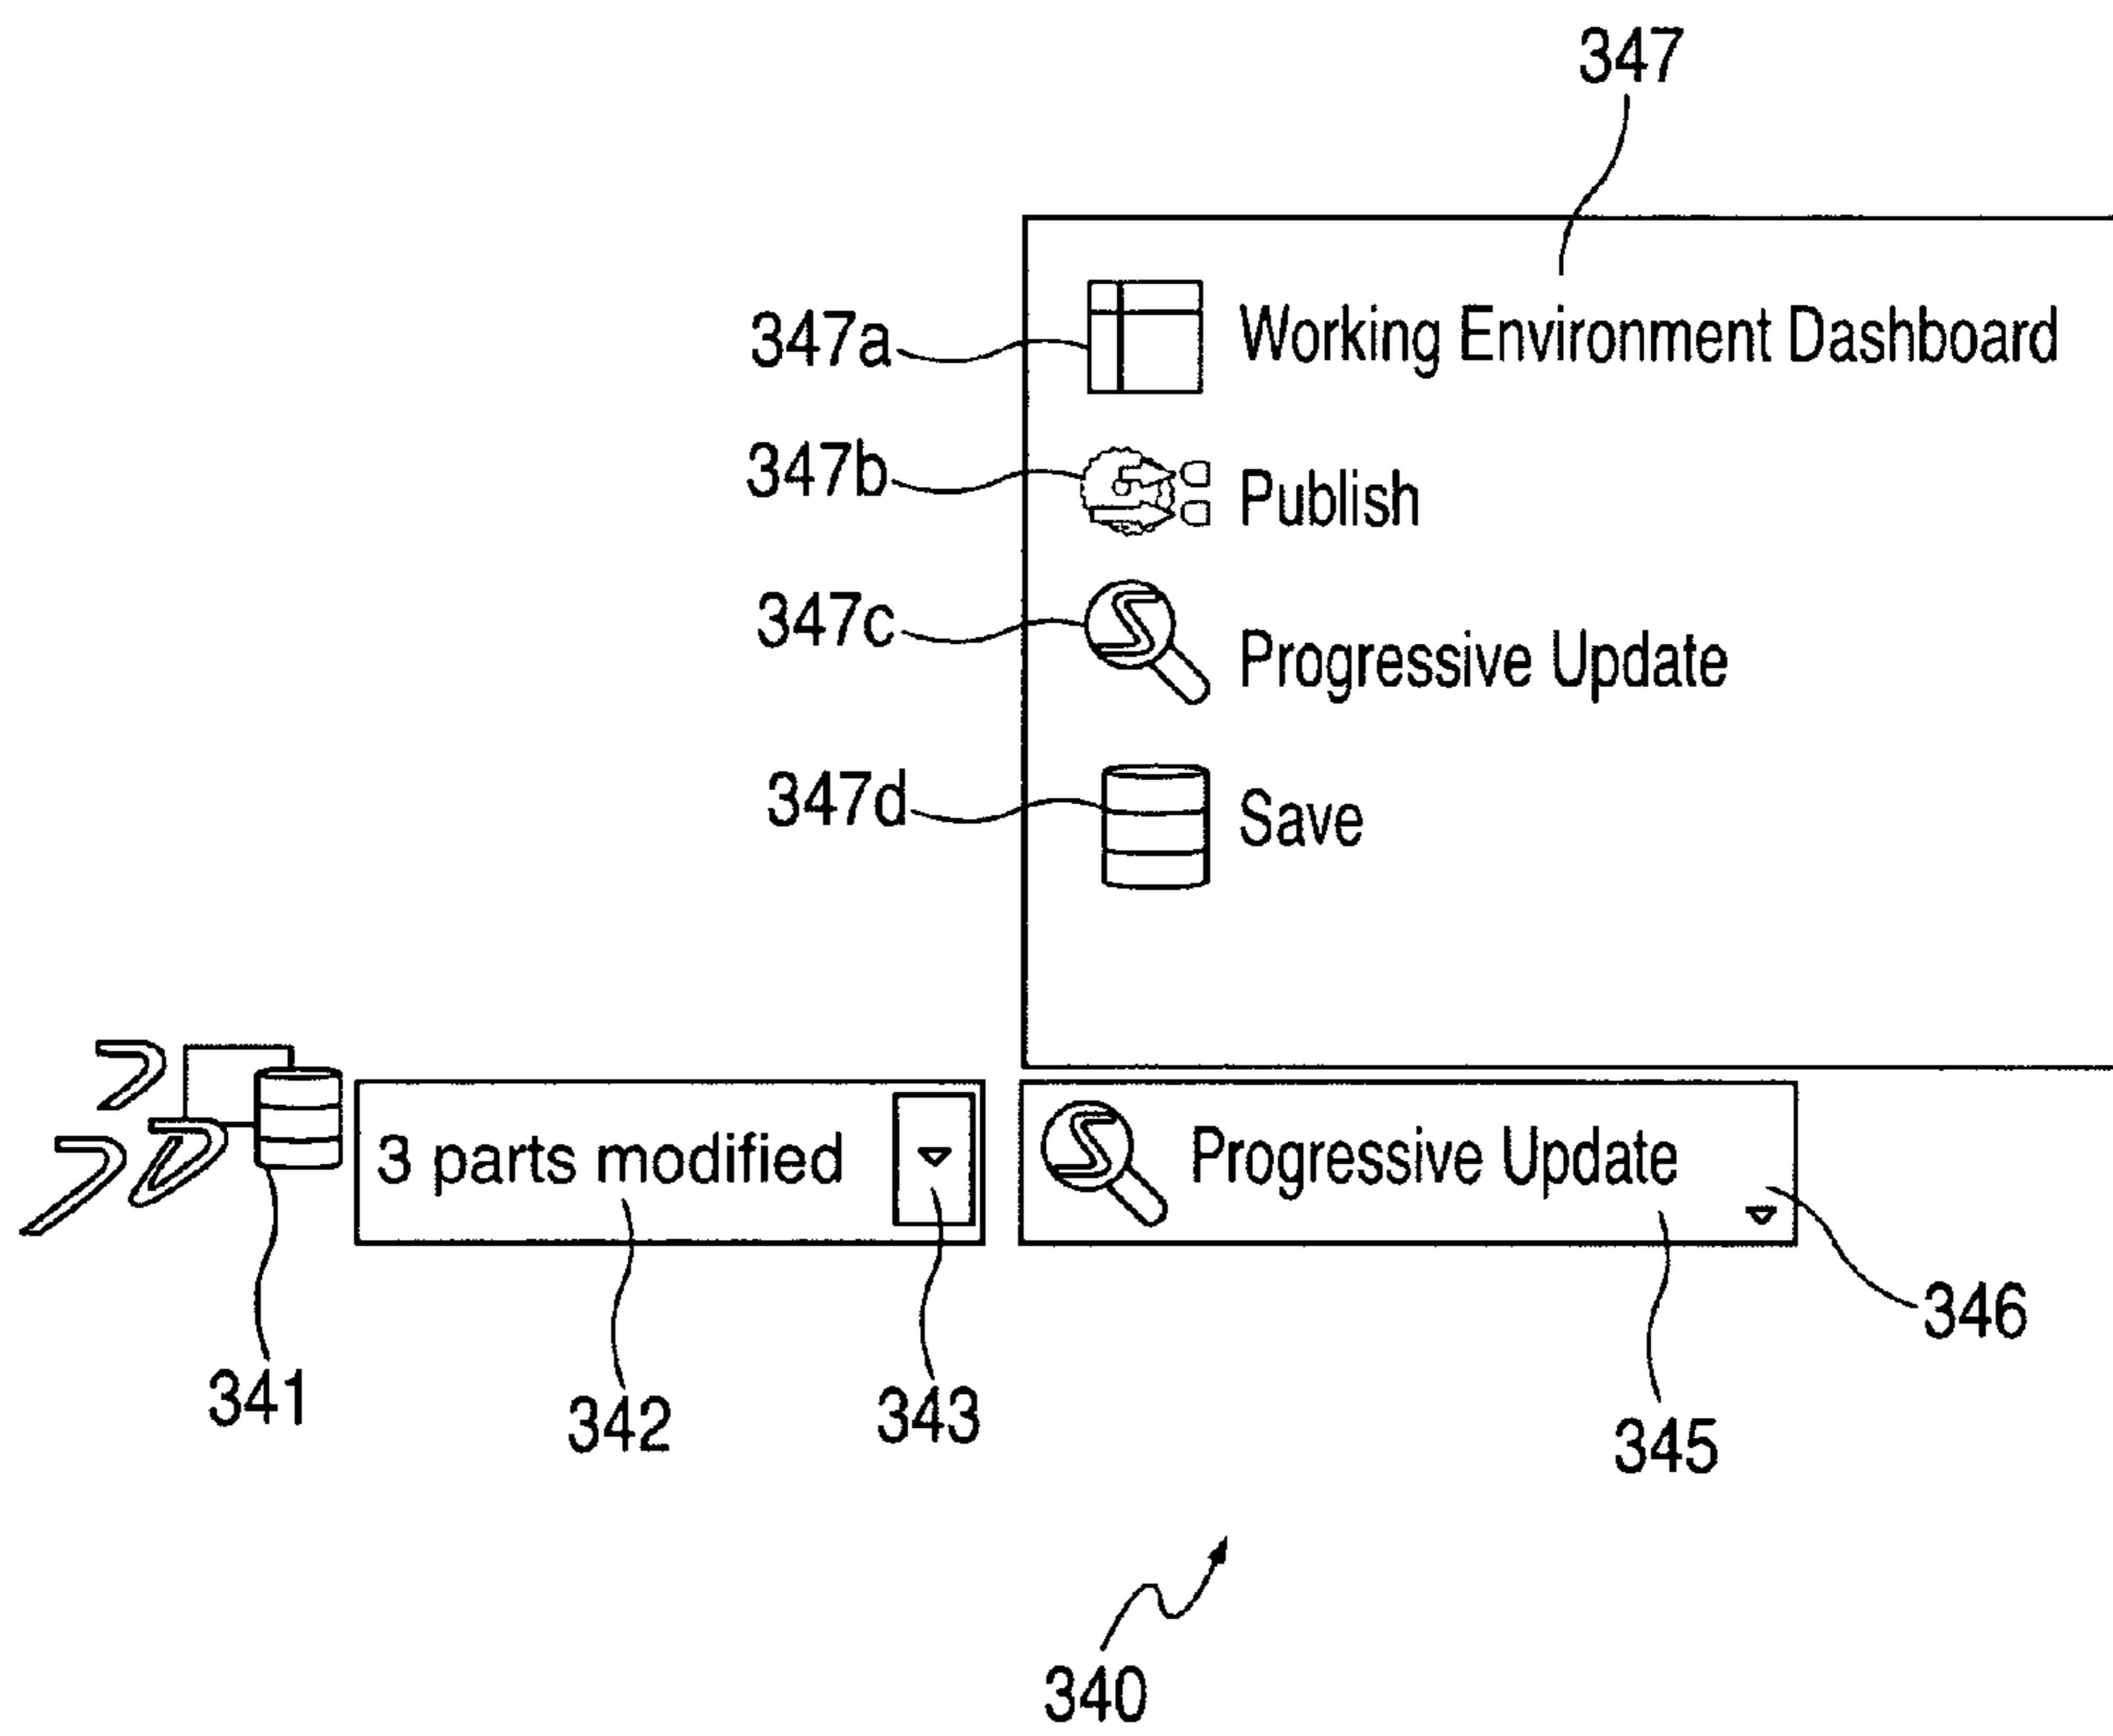 347
347a Working Environment Dashboard
347b Publish
347c Progressive Update
347d Save
3 parts modified Progressive Update
346
341 342 343 345
340